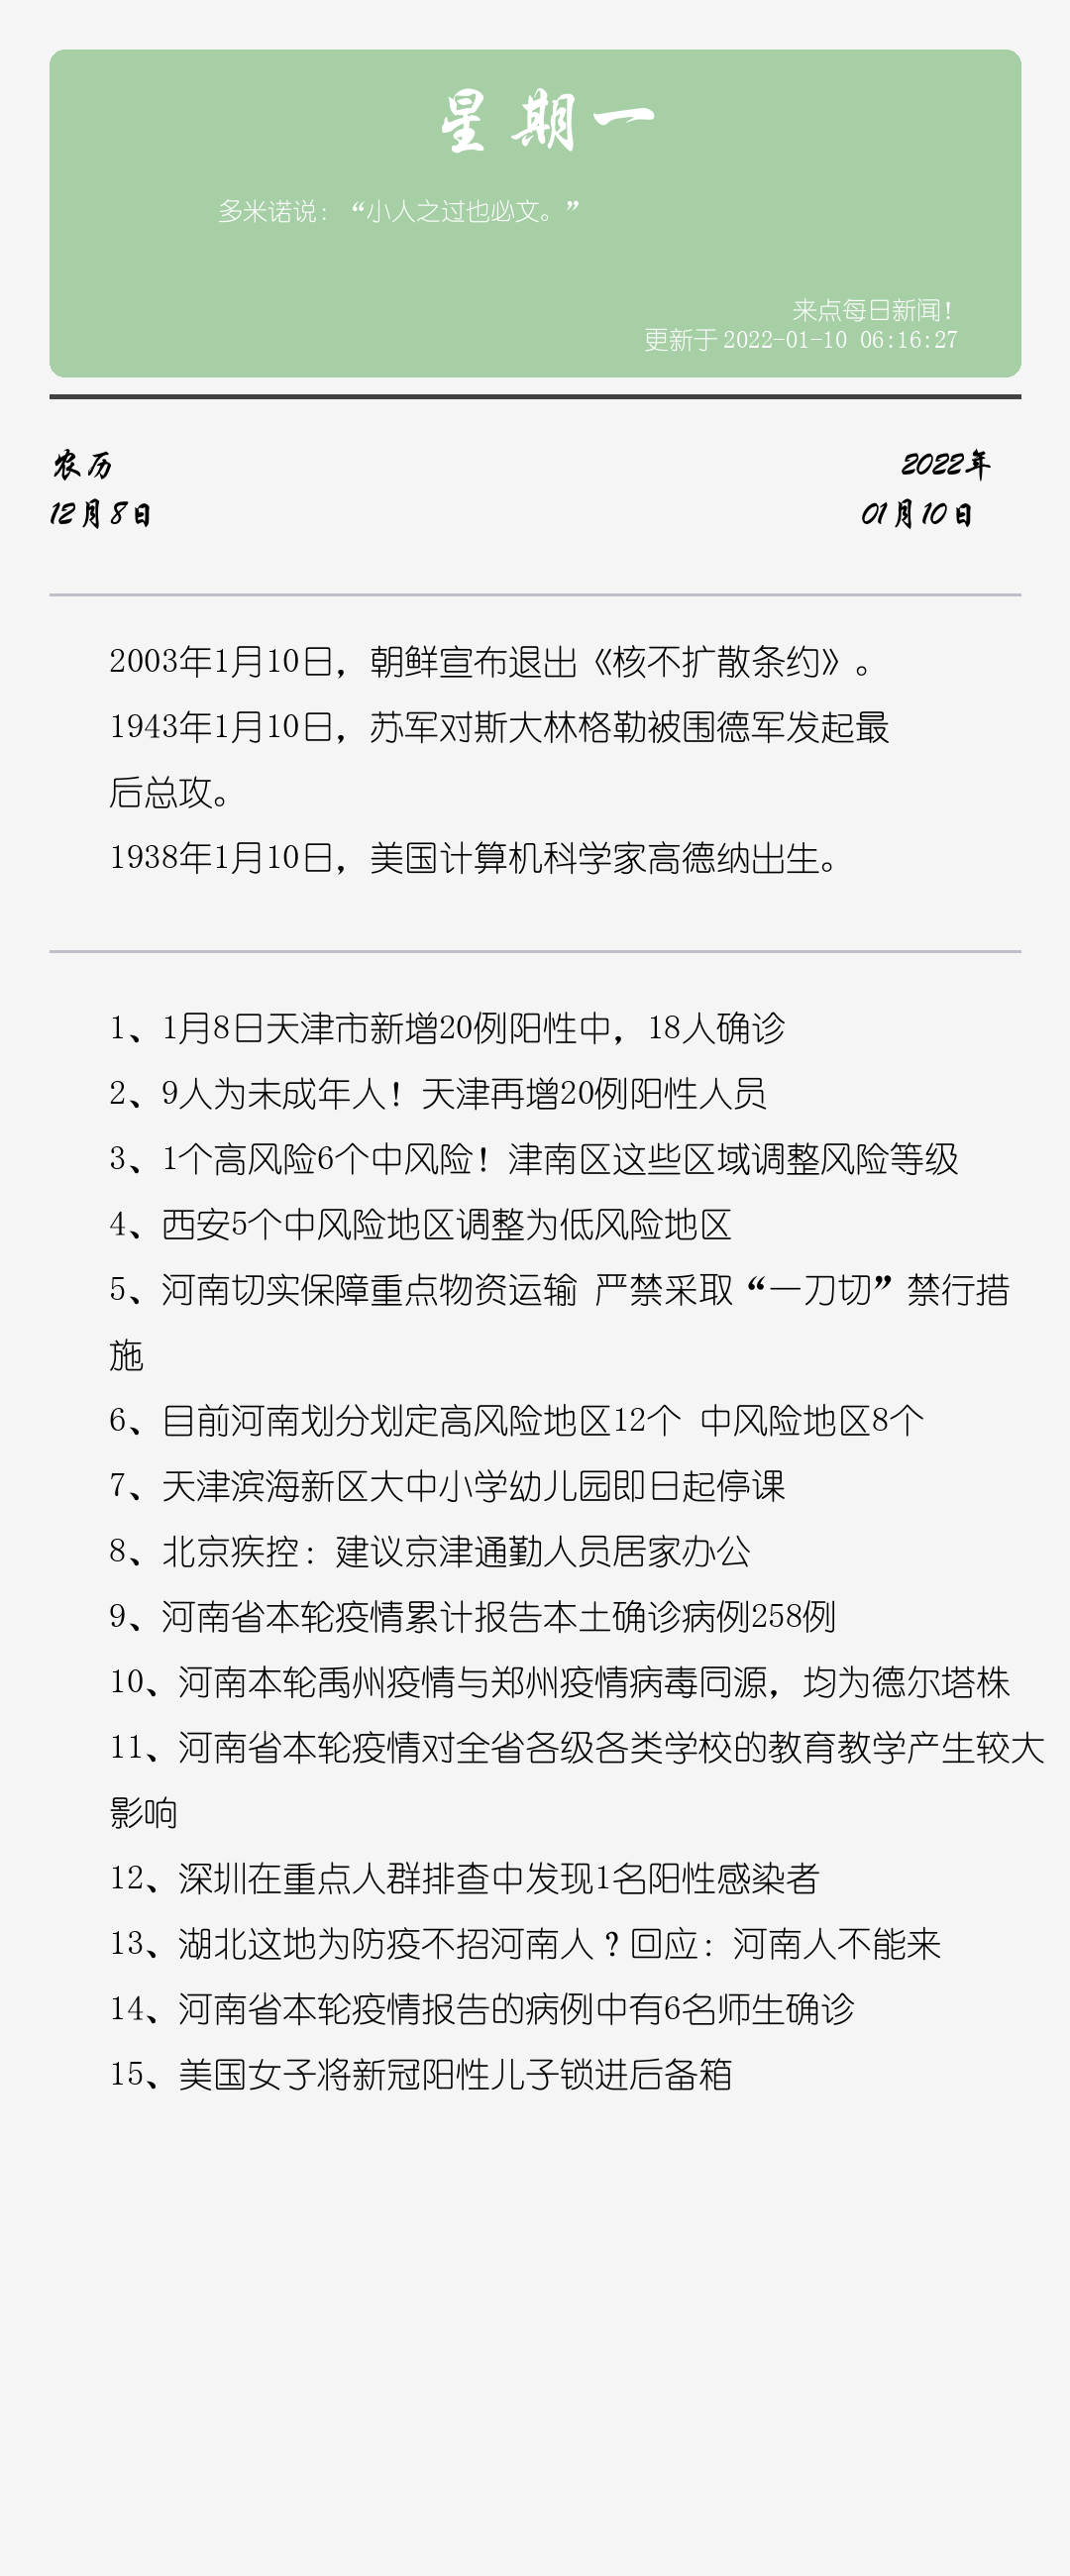 星期一
多米诺说：“小人之过也必文。”
来点每日新闻！
更新于 2022-01-10 06:16:27
农历
2022年
12月8日
01月10日
2003年1月10日，朝鲜宣布退出《核不扩散条约》。
1943年1月10日，苏军对斯大林格勒被围德军发起最
后总攻。
1938年1月10日，美国计算机科学家高德纳出生。
1、1月8日天津市新增20例阳性中，18人确诊
2、9人为未成年人！天津再增20例阳性人员
3、1个高风险6个中风险！津南区这些区域调整风险等级
4、西安5个中风险地区调整为低风险地区
5、河南切实保障重点物资运输 严禁采取“一刀切”禁行措
施
6、目前河南划分划定高风险地区12个 中风险地区8个
7、天津滨海新区大中小学幼儿园即日起停课
8、北京疾控：建议京津通勤人员居家办公
9、河南省本轮疫情累计报告本土确诊病例258例
10、河南本轮禹州疫情与郑州疫情病毒同源，均为德尔塔株
11、河南省本轮疫情对全省各级各类学校的教育教学产生较大
影响
12、深圳在重点人群排查中发现1名阳性感染者
13、湖北这地为防疫不招河南人？回应：河南人不能来
14、河南省本轮疫情报告的病例中有6名师生确诊
15、美国女子将新冠阳性儿子锁进后备箱